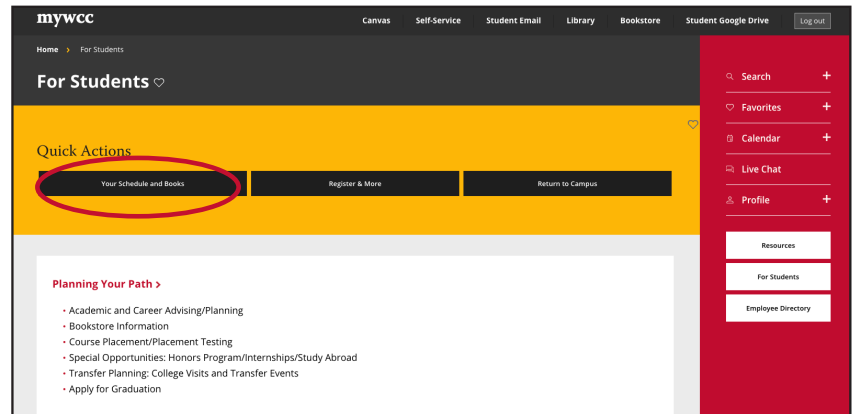 mywcc
Canvas Self-Service Student Email Library Bookstore Student Google Drive Log out
Home > For Students
For Students
Quick Actions
Your Schedule and Books
Register & More
Return to Campus
Planning Your Path >
• Academic and Career Advising/Planning
• Bookstore Information
• Course Placement/Placement Testing
• Special Opportunities: Honors Program/Internships/Study Abroad
• Transfer Planning: College Visits and Transfer Events
• Apply for Graduation
Search +
Favorites +
Calendar +
Live Chat
Profile +
Resources
For Students
Employee Directory